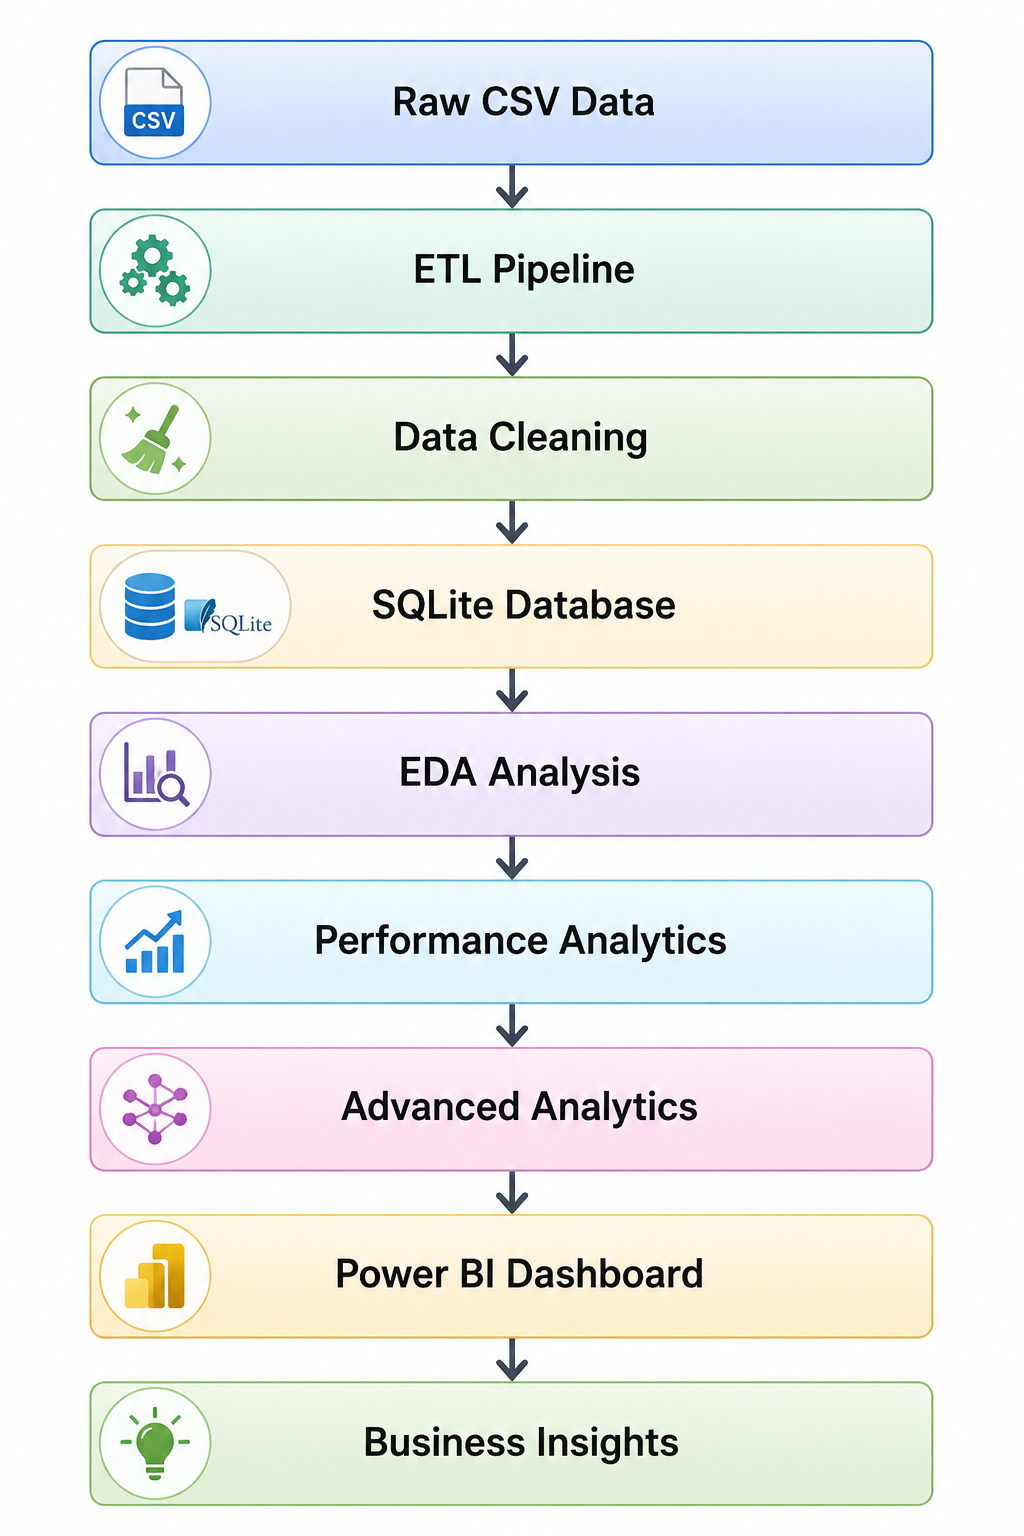 CSV
Raw CSV Data
ETL Pipeline
Data Cleaning
SQLite
SQLite Database
EDA Analysis
Performance Analytics
Advanced Analytics
Power BI Dashboard
Business Insights